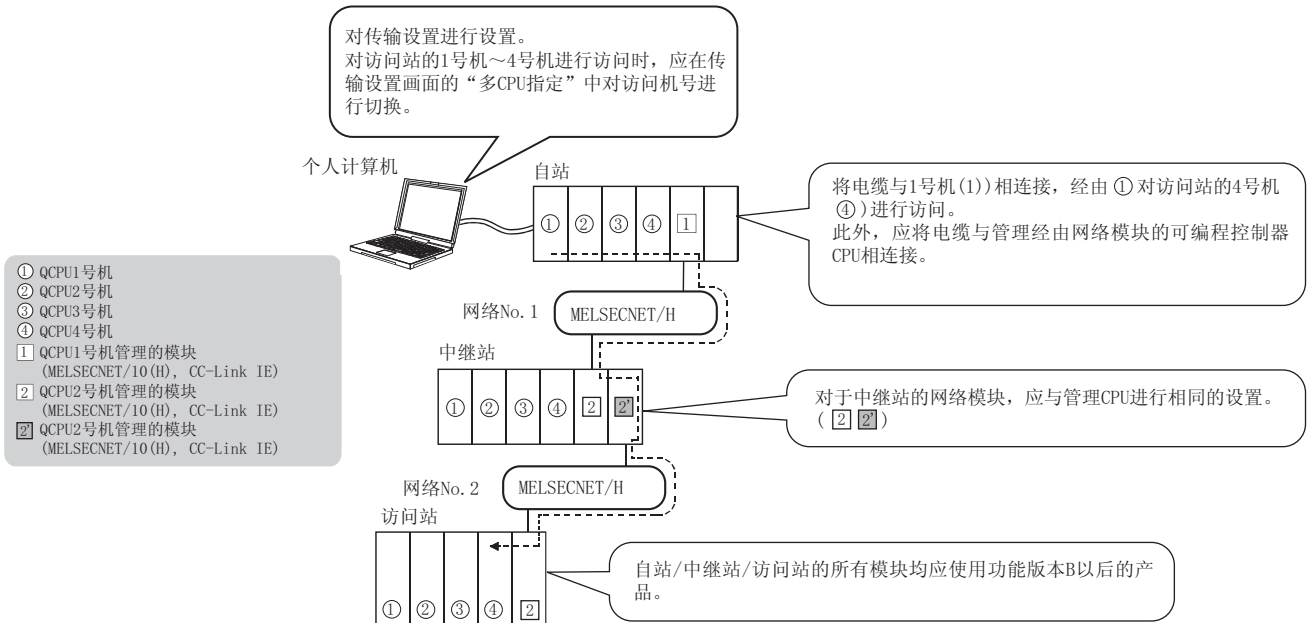 对传输设置进行设置。
对访问站的1号机～4号机进行访问时，应在传
输设置画面的“多CPU指定”中对访问机号进
行切换。
个人计算机
自站
① ② ③ ④ 1
将电缆与1号机(1))相连接，经由 ① 对访问站的4号机
④)进行访问。
此外，应将电缆与管理经由网络模块的可编程控制器
CPU相连接。
① QCPU1号机
② QCPU2号机
③ QCPU3号机
④ QCPU4号机
1 QCPU1号机管理的模块
(MELSECNET/10(H), CC-Link IE)
2 QCPU2号机管理的模块
(MELSECNET/10(H), CC-Link IE)
2' QCPU2号机管理的模块
(MELSECNET/10(H), CC-Link IE)
网络No.1
MELSECNET/H
中继站
① ② ③ ④ 2 2'
对于中继站的网络模块，应与管理CPU进行相同的设置。
( 2 2' )
网络No.2
MELSECNET/H
访问站
① ② ③ ④ 2
自站/中继站/访问站的所有模块均应使用功能版本B以后的产
品。